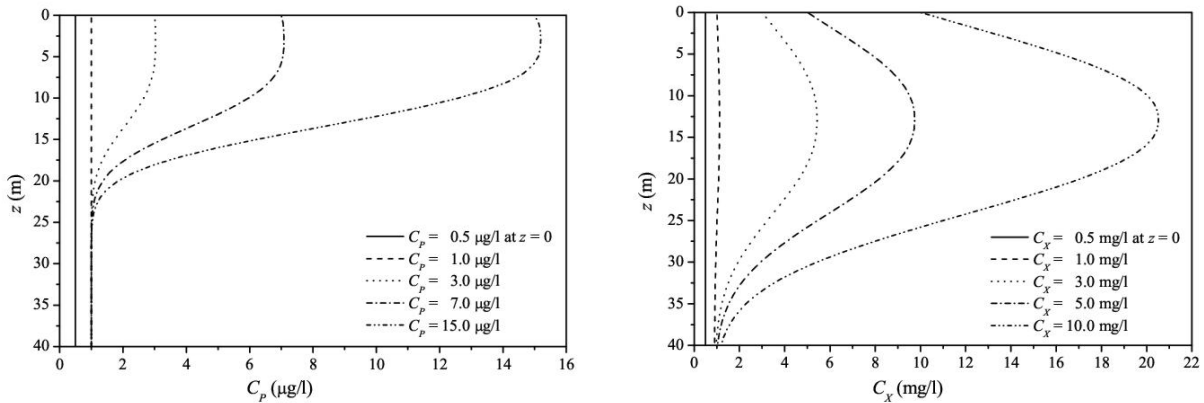 0
5
10
15
20
25
30
35
40
z (m)
0 2 4 6 8 10 12 14 16
C_P (μg/l)
C_P = 0.5 μg/l at z = 0
C_P = 1.0 μg/l
C_P = 3.0 μg/l
C_P = 7.0 μg/l
C_P = 15.0 μg/l
0
5
10
15
20
25
30
35
40
z (m)
0 2 4 6 8 10 12 14 16 18 20 22
C_X (mg/l)
C_X = 0.5 mg/l at z = 0
C_X = 1.0 mg/l
C_X = 3.0 mg/l
C_X = 5.0 mg/l
C_X = 10.0 mg/l